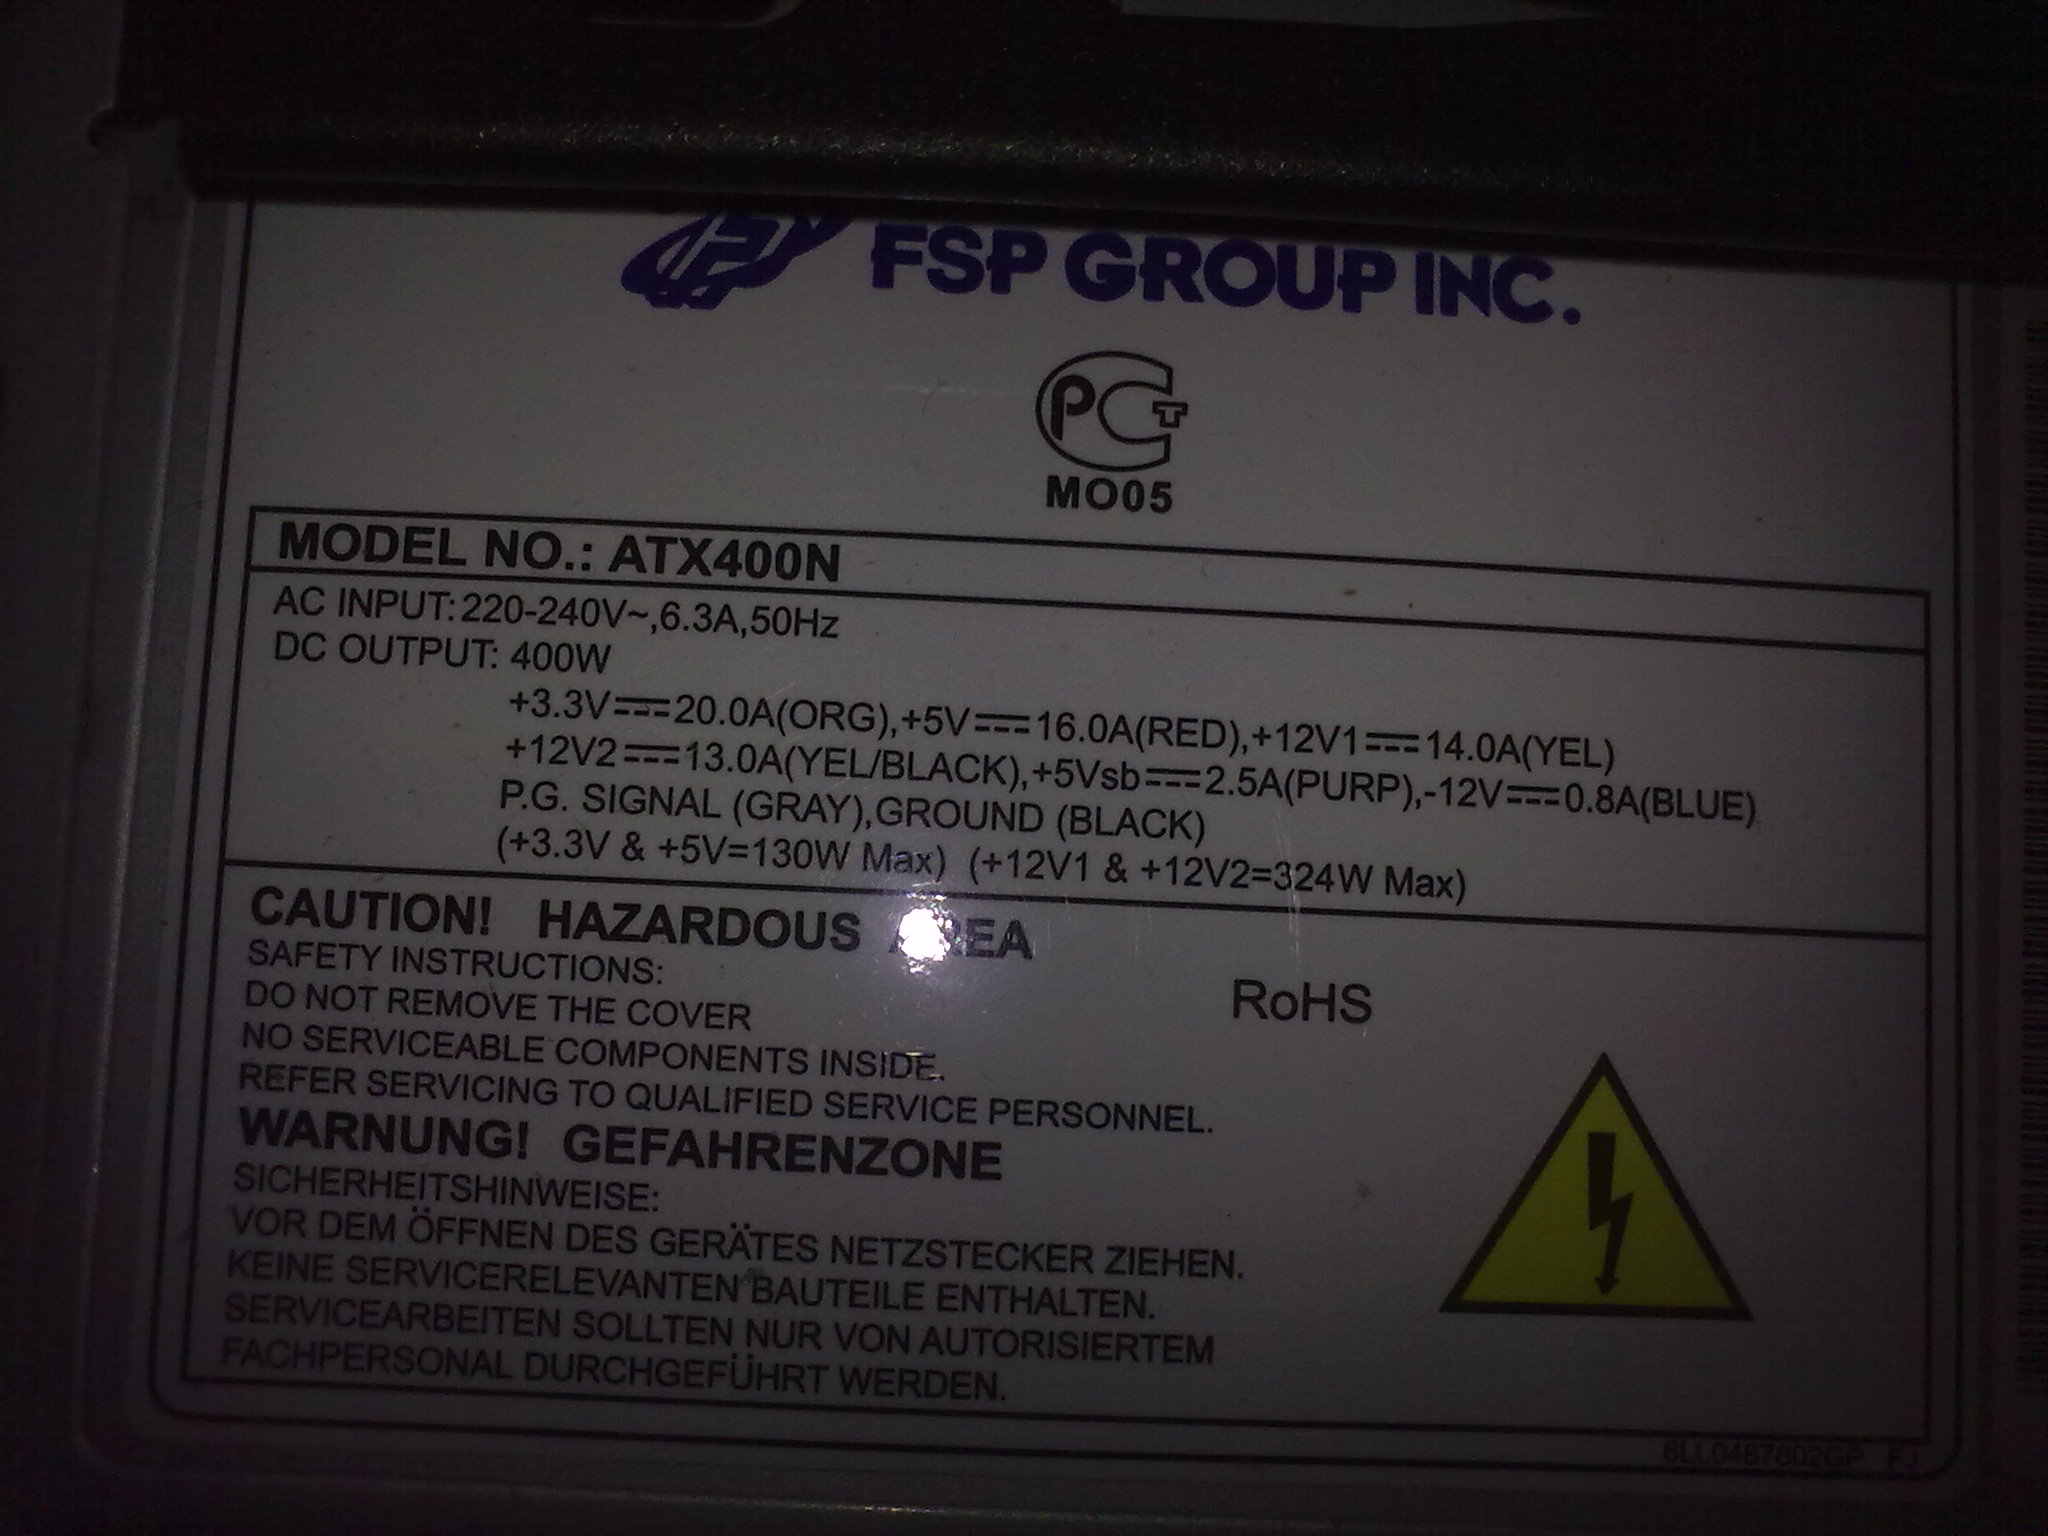 FSP GROUP INC.
PCT
MO05
MODEL NO.: ATX400N
AC INPUT: 220-240V~,6.3A,50Hz
DC OUTPUT: 400W
+3.3V⎓20.0A(ORG),+5V⎓16.0A(RED),+12V1⎓14.0A(YEL)
+12V2⎓13.0A(YEL/BLACK),+5Vsb⎓2.5A(PURP),-12V⎓0.8A(BLUE)
P.G. SIGNAL (GRAY),GROUND (BLACK)
(+3.3V & +5V=130W Max) (+12V1 & +12V2=324W Max)
CAUTION! HAZARDOUS AREA
SAFETY INSTRUCTIONS:
DO NOT REMOVE THE COVER
NO SERVICEABLE COMPONENTS INSIDE.
REFER SERVICING TO QUALIFIED SERVICE PERSONNEL.
RoHS
WARNUNG! GEFAHRENZONE
SICHERHEITSHINWEISE:
VOR DEM ÖFFNEN DES GERÄTES NETZSTECKER ZIEHEN.
KEINE SERVICERELEVANTEN BAUTEILE ENTHALTEN.
SERVICEARBEITEN SOLLTEN NUR VON AUTORISIERTEM
FACHPERSONAL DURCHGEFÜHRT WERDEN.
6LL0487802GP FJ